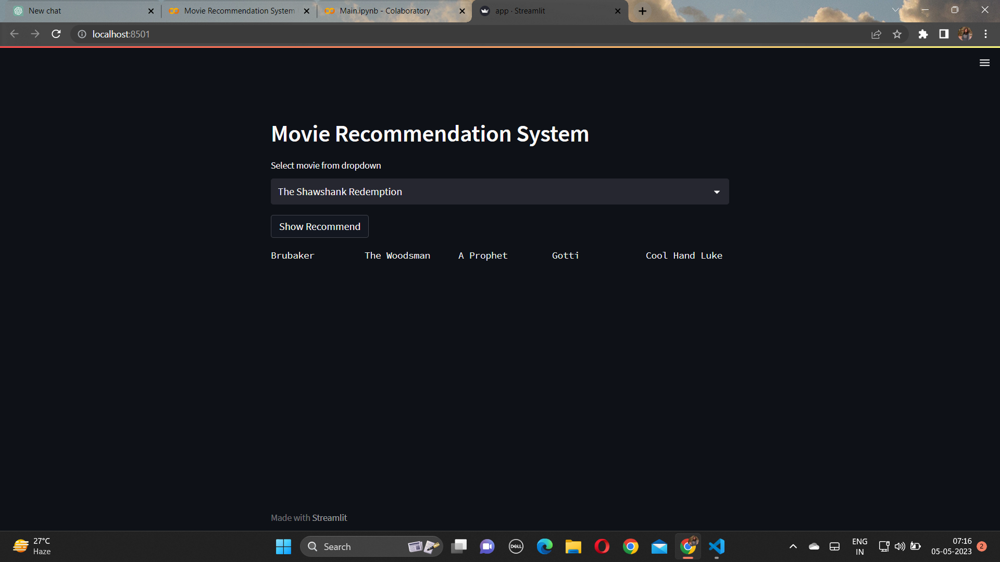 New chat
Movie Recommendation System
Main.ipynb - Colaboratory
app · Streamlit
localhost:8501
Movie Recommendation System
Select movie from dropdown
The Shawshank Redemption
Show Recommend
Brubaker The Woodsman A Prophet Gotti Cool Hand Luke
Made with Streamlit
27°C
Haze
Search
DELL
ENG
IN
07:16
05-05-2023
2